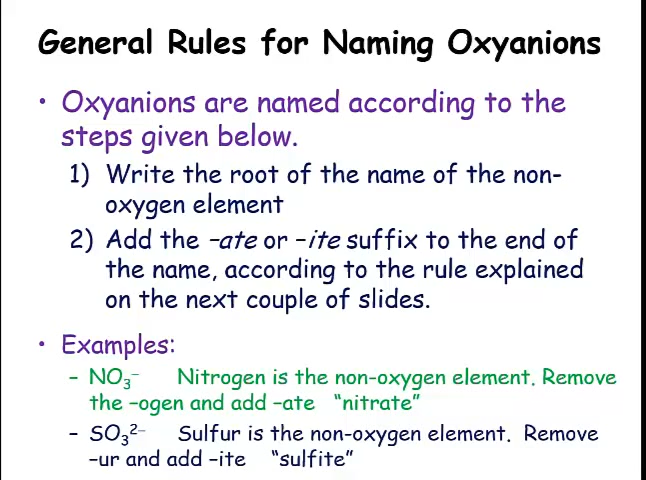 General Rules for Naming Oxyanions
• Oxyanions are named according to the
steps given below.
1) Write the root of the name of the non-
oxygen element
2) Add the –ate or –ite suffix to the end of
the name, according to the rule explained
on the next couple of slides.
• Examples:
– NO₃⁻ Nitrogen is the non-oxygen element. Remove
the –ogen and add –ate “nitrate”
– SO₃²⁻ Sulfur is the non-oxygen element. Remove
–ur and add –ite “sulfite”